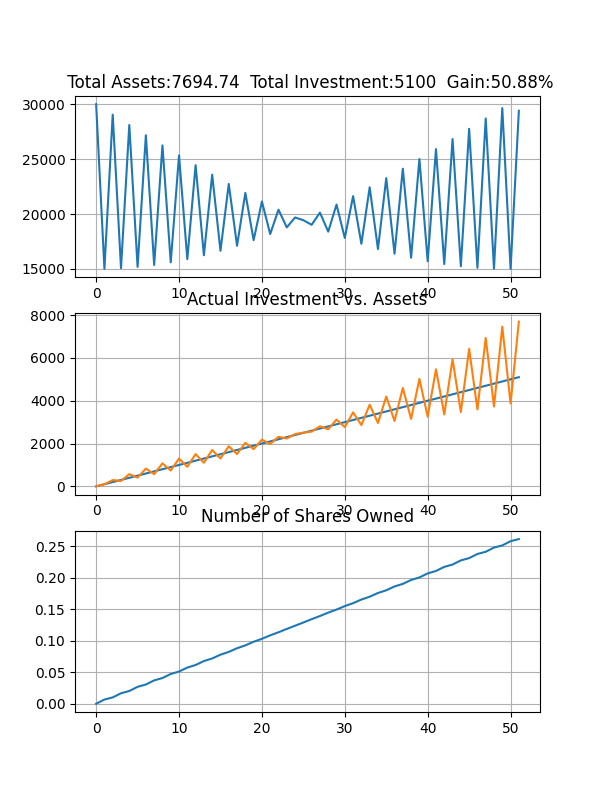 Total Assets:7694.74  Total Investment:5100  Gain:50.88%
30000
25000
20000
15000
0 10 20 30 40 50
Actual Investment vs. Assets
8000
6000
4000
2000
0
0 10 20 30 40 50
Number of Shares Owned
0.25
0.20
0.15
0.10
0.05
0.00
0 10 20 30 40 50